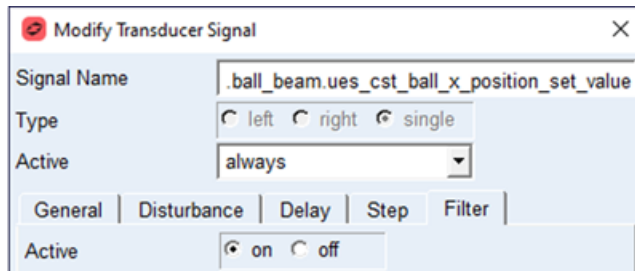 Modify Transducer Signal
Signal Name .ball_beam.ues_cst_ball_x_position_set_value
Type left right single
Active always
General Disturbance Delay Step Filter
Active on off